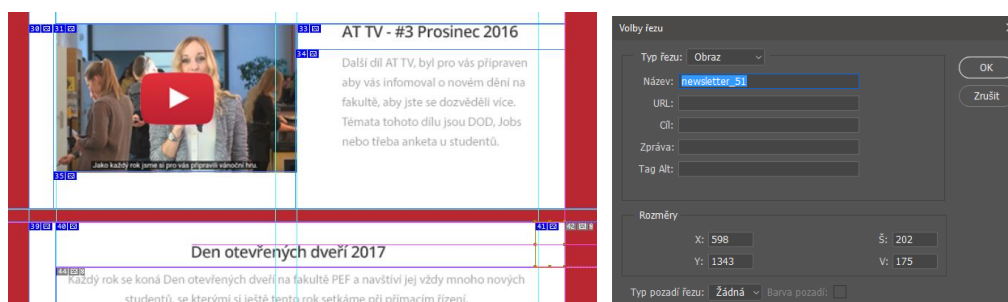 30 31
33
AT TV - #3 Prosinec 2016
34
Další díl AT TV, byl pro vás připraven
aby vás infomoval o novém dění na
fakultě, aby jste se dozvěděli více.
Témata tohoto dílu jsou DOD, Jobs
nebo třeba anketa u studentů.
Jako každý rok jsme si pro vás připravili vánoční hru.
35
39 40
41 42
Den otevřených dveří 2017
44
Každý rok se koná Den otevřených dveří na fakultě PEF a navštíví jej vždy mnoho nových
studentů, se kterými si ještě tento rok setkáme při přijímacím řízení.
Volby řezu
Typ řezu: Obraz
OK
Název: newsletter_51
Zrušit
URL:
Cíl:
Zpráva:
Tag Alt:
Rozměry
X: 598 Š: 202
Y: 1343 V: 175
Typ pozadí řezu: Žádná Barva pozadí: